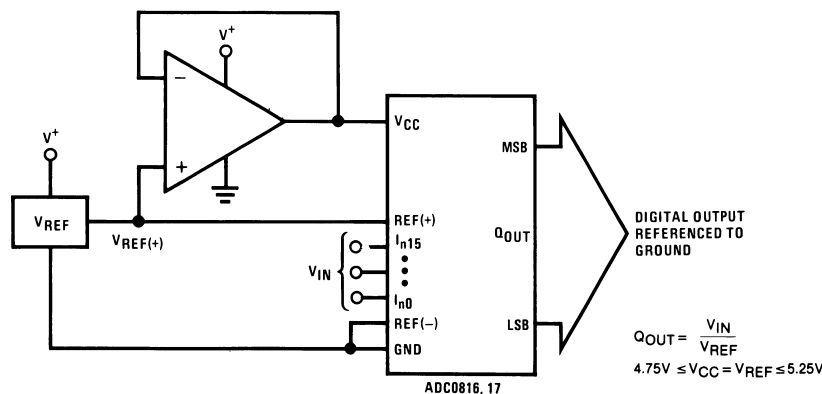 V+
−
V+
+
VCC
MSB
VREF
VREF(+)
REF(+)
In15
VIN
In0
REF(−)
GND
QOUT
LSB
DIGITAL OUTPUT
REFERENCED TO
GROUND
QOUT = VIN / VREF
4.75V ≤ VCC = VREF ≤ 5.25V
ADC0816, 17